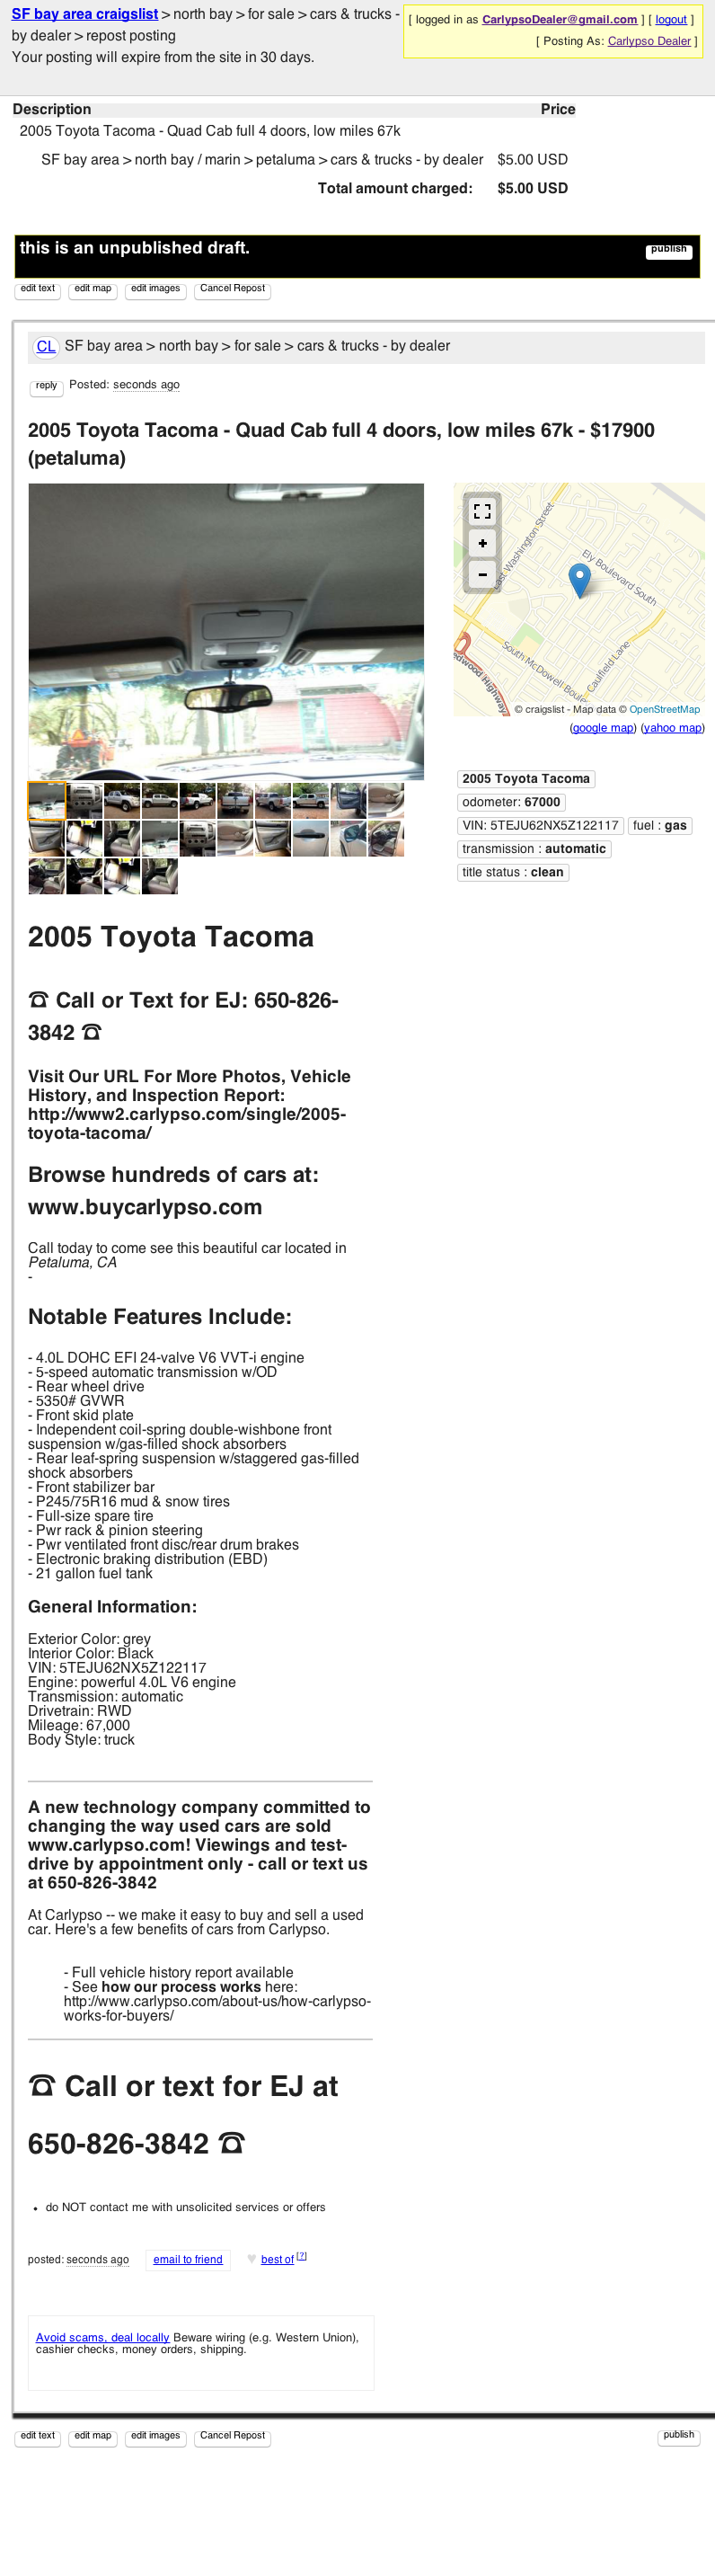 SF bay area craigslist > north bay > for sale > cars & trucks -
by dealer > repost posting
Your posting will expire from the site in 30 days.
[ logged in as CarlypsoDealer@gmail.com ] [ logout ]
[ Posting As: Carlypso Dealer ]
Description Price
2005 Toyota Tacoma - Quad Cab full 4 doors, low miles 67k
SF bay area > north bay / marin > petaluma > cars & trucks - by dealer $5.00 USD
Total amount charged: $5.00 USD
this is an unpublished draft. publish
edit text edit map edit images Cancel Repost
CL SF bay area > north bay > for sale > cars & trucks - by dealer
reply Posted: seconds ago
2005 Toyota Tacoma - Quad Cab full 4 doors, low miles 67k - $17900
(petaluma)
East Washington Street
Ely Boulevard South
South McDowell Boul
Caulfield Lane
edwood Highway
© craigslist - Map data © OpenStreetMap
(google map) (yahoo map)
2005 Toyota Tacoma
odometer: 67000
VIN: 5TEJU62NX5Z122117 fuel : gas
transmission : automatic
title status : clean
2005 Toyota Tacoma
☎ Call or Text for EJ: 650-826-
3842 ☎
Visit Our URL For More Photos, Vehicle
History, and Inspection Report:
http://www2.carlypso.com/single/2005-
toyota-tacoma/
Browse hundreds of cars at:
www.buycarlypso.com
Call today to come see this beautiful car located in
Petaluma, CA
-
Notable Features Include:
- 4.0L DOHC EFI 24-valve V6 VVT-i engine
- 5-speed automatic transmission w/OD
- Rear wheel drive
- 5350# GVWR
- Front skid plate
- Independent coil-spring double-wishbone front
suspension w/gas-filled shock absorbers
- Rear leaf-spring suspension w/staggered gas-filled
shock absorbers
- Front stabilizer bar
- P245/75R16 mud & snow tires
- Full-size spare tire
- Pwr rack & pinion steering
- Pwr ventilated front disc/rear drum brakes
- Electronic braking distribution (EBD)
- 21 gallon fuel tank
General Information:
Exterior Color: grey
Interior Color: Black
VIN: 5TEJU62NX5Z122117
Engine: powerful 4.0L V6 engine
Transmission: automatic
Drivetrain: RWD
Mileage: 67,000
Body Style: truck
A new technology company committed to
changing the way used cars are sold
www.carlypso.com! Viewings and test-
drive by appointment only - call or text us
at 650-826-3842
At Carlypso -- we make it easy to buy and sell a used
car. Here's a few benefits of cars from Carlypso.
- Full vehicle history report available
- See how our process works here:
http://www.carlypso.com/about-us/how-carlypso-
works-for-buyers/
☎ Call or text for EJ at
650-826-3842 ☎
• do NOT contact me with unsolicited services or offers
posted: seconds ago email to friend ♥ best of [?]
Avoid scams, deal locally Beware wiring (e.g. Western Union),
cashier checks, money orders, shipping.
edit text edit map edit images Cancel Repost publish